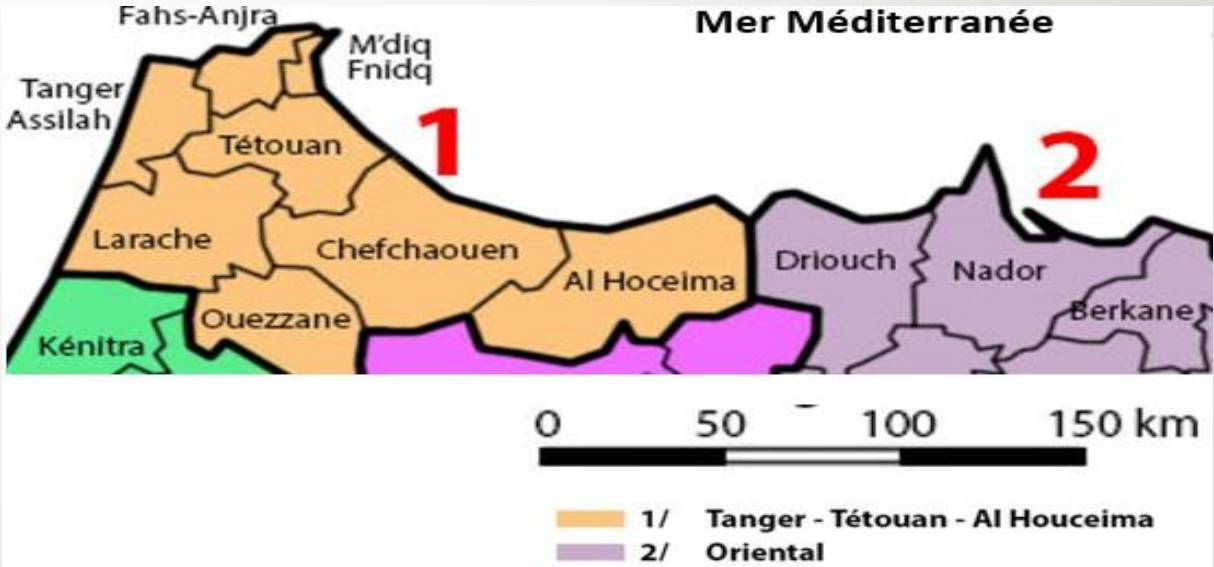 Fahs-Anjra
Mer Méditerranée
M'diq
Fnidq
Tanger
Assilah
1
Tétouan
2
Larache
Chefchaouen
Driouch
Nador
Al Hoceima
Ouezzane
Berkane
Kénitra
0 50 100 150 km
1/ Tanger - Tétouan - Al Houceima
2/ Oriental